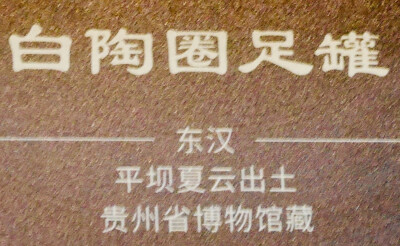 白陶圈足罐
东汉
平坝夏云出土
贵州省博物馆藏